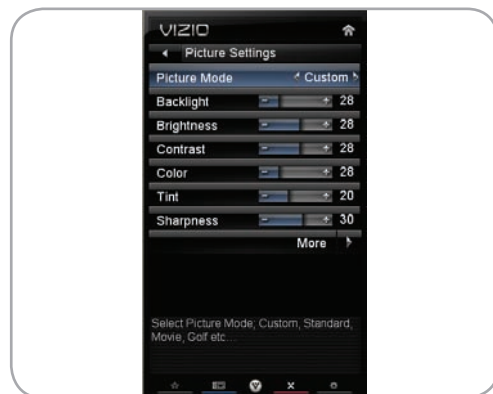 VIZIO
Picture Settings
Picture Mode Custom
Backlight 28
Brightness 28
Contrast 28
Color 28
Tint 20
Sharpness 30
More
Select Picture Mode; Custom, Standard,
Movie, Golf etc...